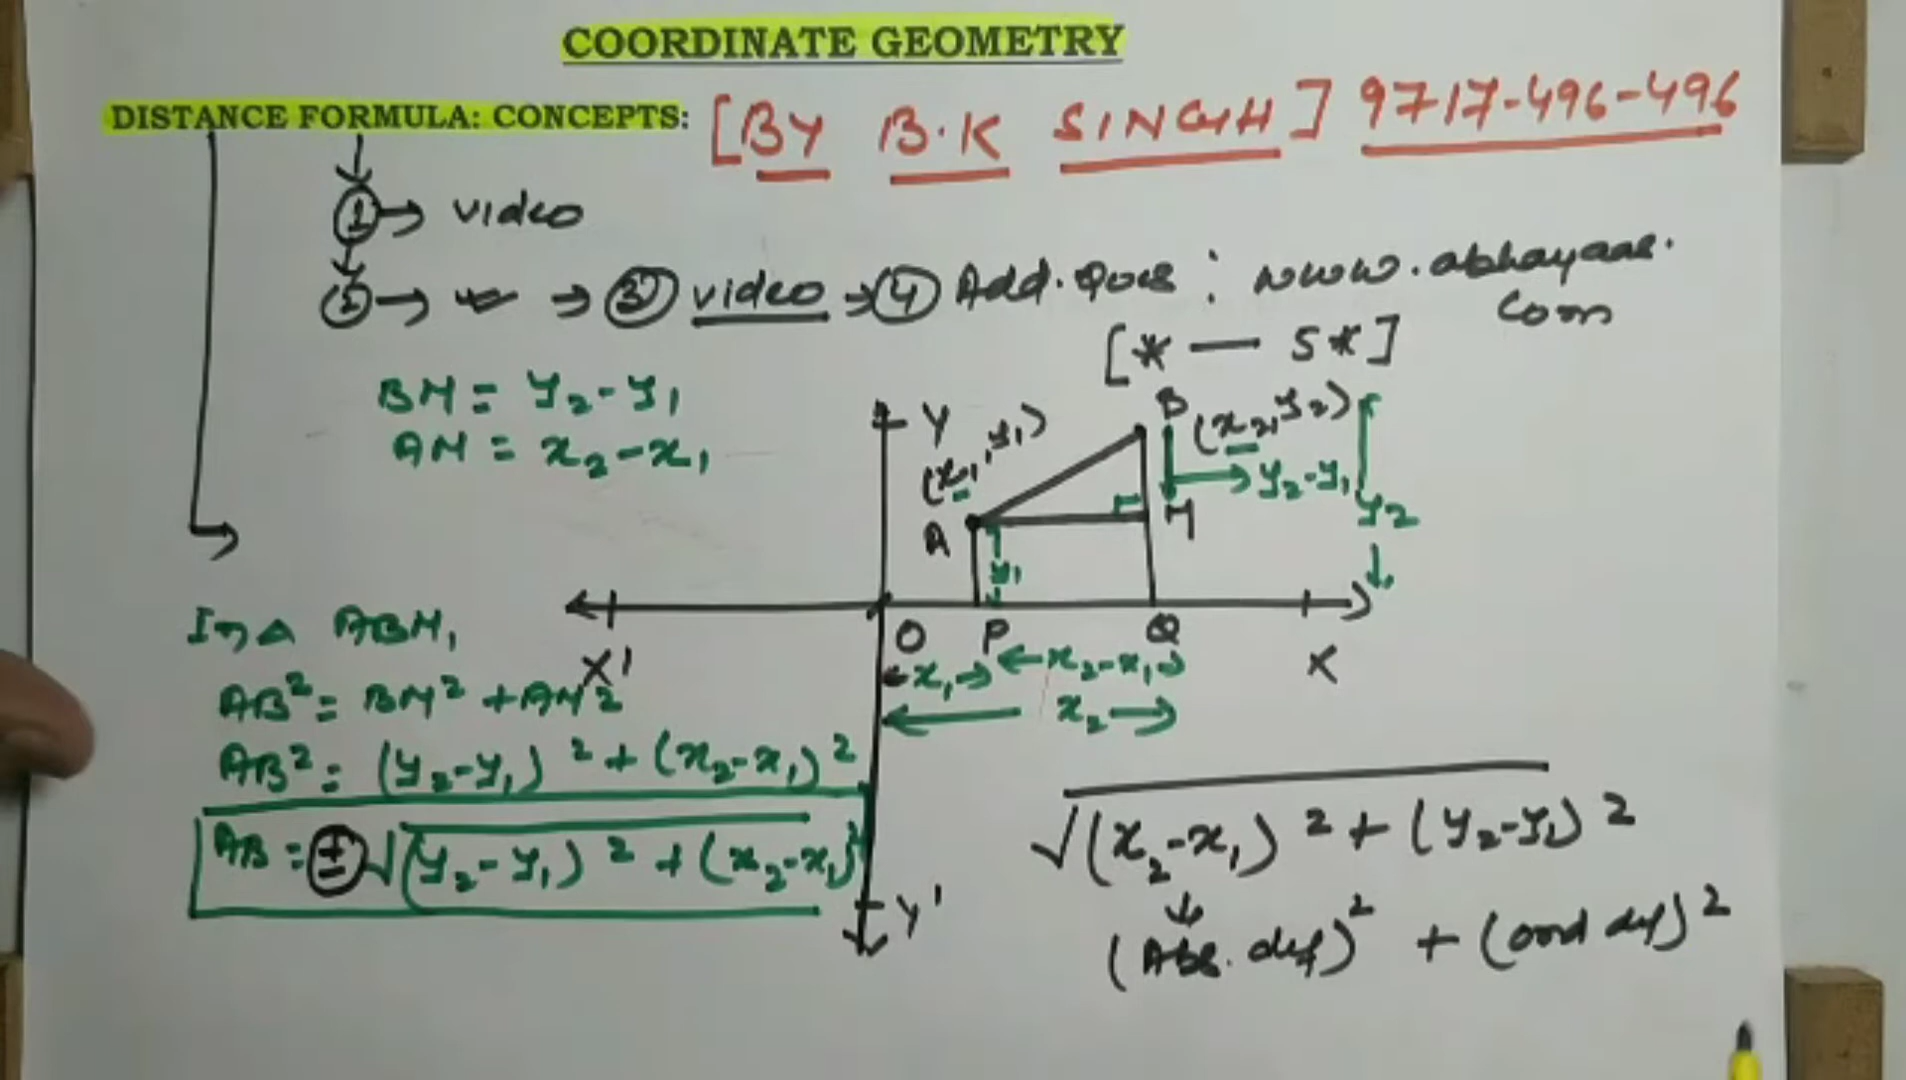 COORDINATE GEOMETRY
DISTANCE FORMULA: CONCEPTS: [BY B.K SINGH] 9717-496-496
① → video
② → → ③ video → ④ Add. Ques : www.abhayaas.
com
[* — 5*]
BM = y₂-y₁
AM = x₂-x₁
Y
(x₁, y₁)
B (x₂, y₂)
y₂-y₁
y₂
A
M
y₁
O P Q
X' X
x₁ x₂-x₁
x₂
In △ ABM,
AB² = BM² + AM²
AB² = (y₂-y₁)² + (x₂-x₁)²
AB = ± √(y₂-y₁)² + (x₂-x₁)²
Y'
√(x₂-x₁)² + (y₂-y₁)²
(Abs. dif)² + (ord dif)²